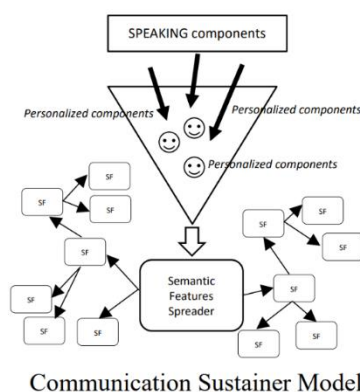 SPEAKING components
Personalized components
Personalized components
Personalized components
SF
SF
SF
SF
SF
SF
SF
SF
SF
SF
SF
SF
Semantic
Features
Spreader
Communication Sustainer Model